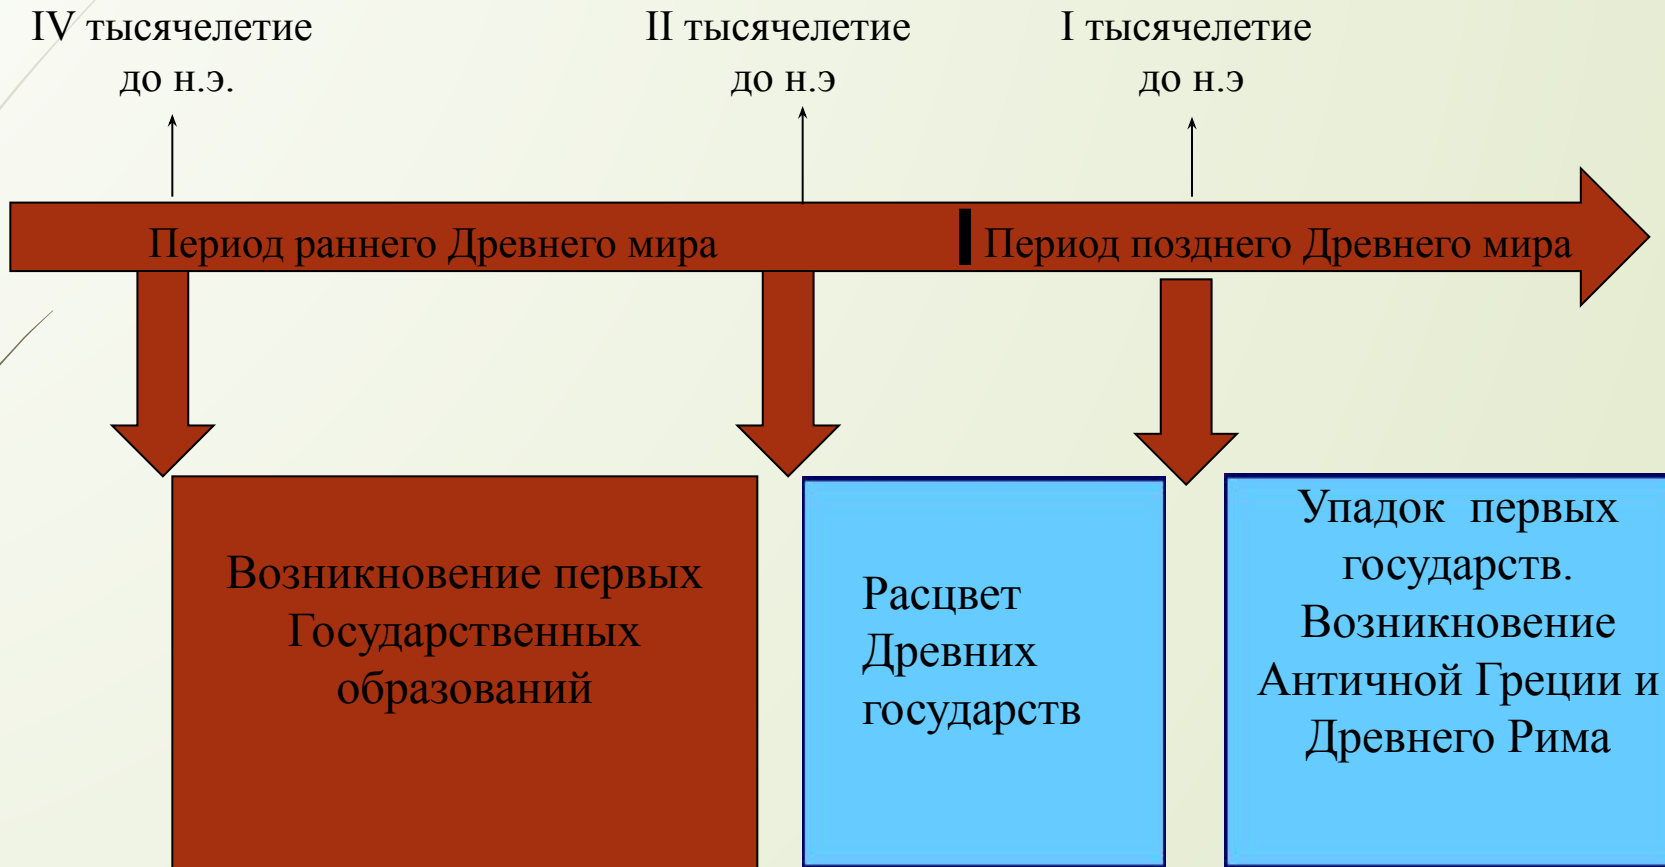 IV тысячелетие
до н.э.
II тысячелетие
до н.э
I тысячелетие
до н.э
Период раннего Древнего мира
Период позднего Древнего мира
Возникновение первых
Государственных
образований
Расцвет
Древних
государств
Упадок первых
государств.
Возникновение
Античной Греции и
Древнего Рима